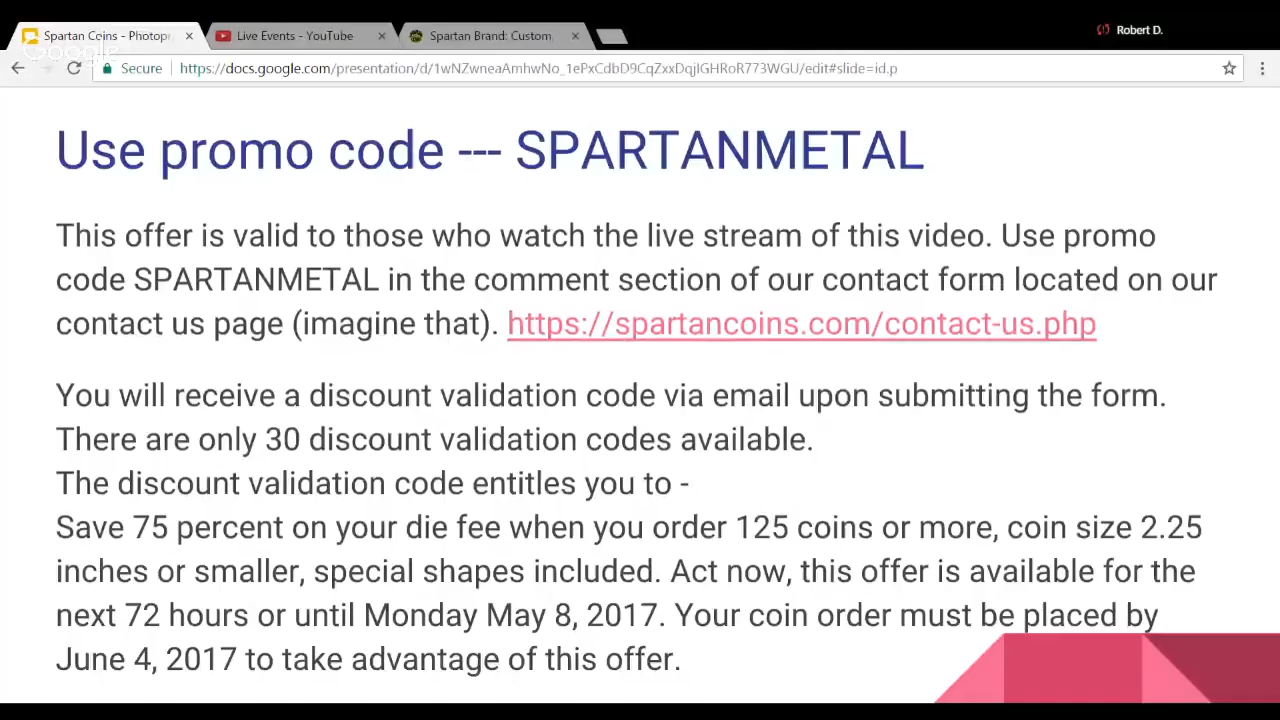 Spartan Coins - Photopr
Live Events - YouTube
Spartan Brand: Custom
Robert D.
Google
Secure
https://docs.google.com/presentation/d/1wNZwneaAmhwNo_1ePxCdbD9CqZxxDqjlGHRoR773WGU/edit#slide=id.p
Use promo code --- SPARTANMETAL
This offer is valid to those who watch the live stream of this video. Use promo
code SPARTANMETAL in the comment section of our contact form located on our
contact us page (imagine that). https://spartancoins.com/contact-us.php
You will receive a discount validation code via email upon submitting the form.
There are only 30 discount validation codes available.
The discount validation code entitles you to -
Save 75 percent on your die fee when you order 125 coins or more, coin size 2.25
inches or smaller, special shapes included. Act now, this offer is available for the
next 72 hours or until Monday May 8, 2017. Your coin order must be placed by
June 4, 2017 to take advantage of this offer.